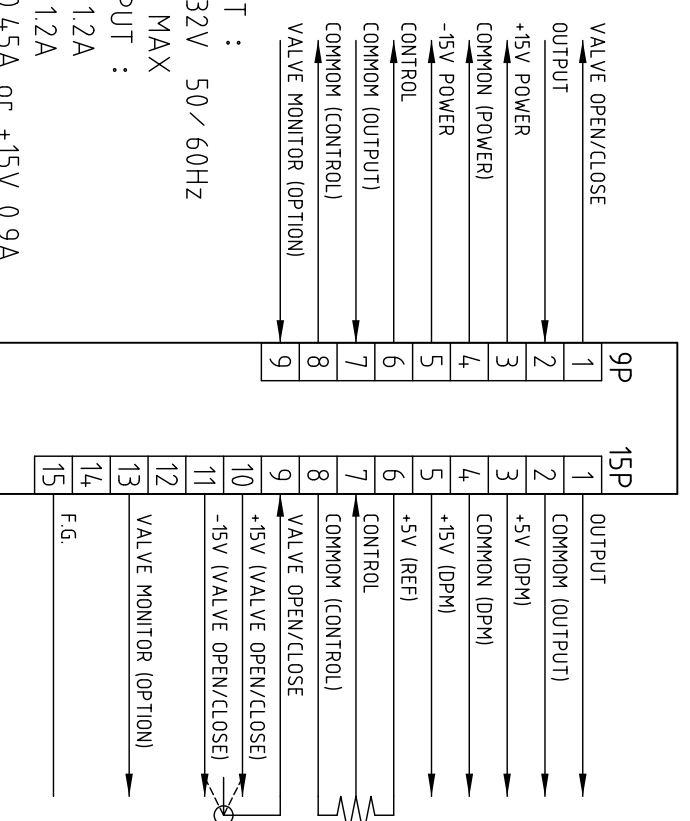 9P 15P
VALVE OPEN/CLOSE 1 1 OUTPUT
OUTPUT 2 2 COMMOM (OUTPUT)
+15V POWER 3 3 +5V (DPM)
COMMON (POWER) 4 4 COMMON (DPM)
-15V POWER 5 5 +15V (DPM)
CONTROL 6 6 +5V (REF)
COMMOM (OUTPUT) 7 7 CONTROL
COMMOM (CONTROL) 8 8 COMMOM (CONTROL)
VALVE MONITOR (OPTION) 9 9 VALVE OPEN/CLOSE
10 +15V (VALVE OPEN/CLOSE)
11 -15V (VALVE OPEN/CLOSE)
12
13 VALVE MONITOR (OPTION)
14
15 F.G.
T :
32V 50/60Hz
MAX
PUT :
1.2A
1.2A
0.45A or +15V 0.9A